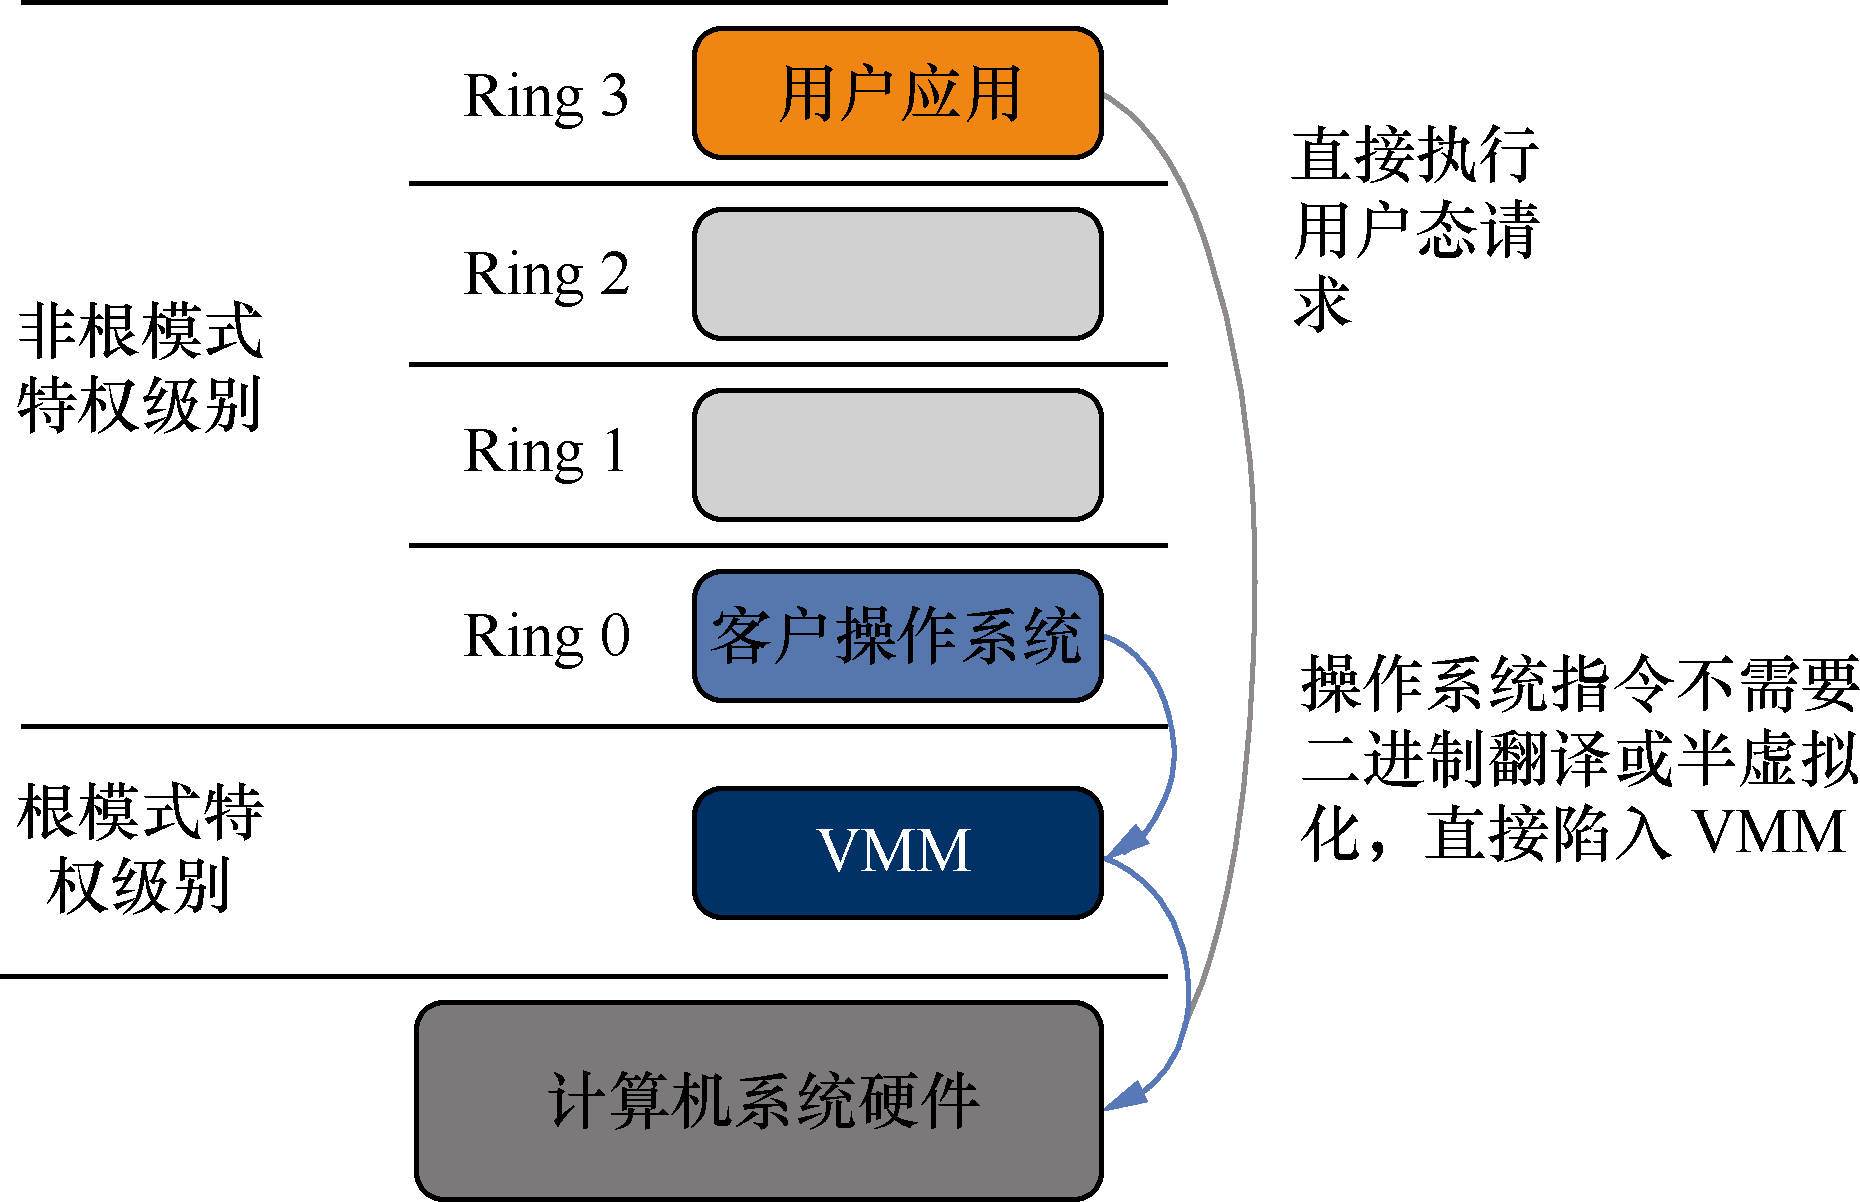 Ring 3
用户应用
直接执行
用户态请
求
Ring 2
非根模式
特权级别
Ring 1
Ring 0
客户操作系统
操作系统指令不需要
二进制翻译或半虚拟
化，直接陷入 VMM
根模式特
权级别
VMM
计算机系统硬件